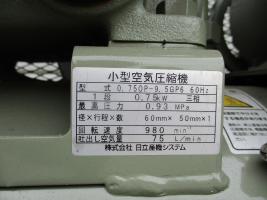 小型空気圧縮機
型式 0.75OP-9.5GP6 60Hz
1段 0.75kW 三相
最高圧力 0.93 MPa
径×行程×数 60mm× 50mm×1
回転速度 980 min⁻¹
吐出し空気量 75 L/min
株式会社 日立産機システム